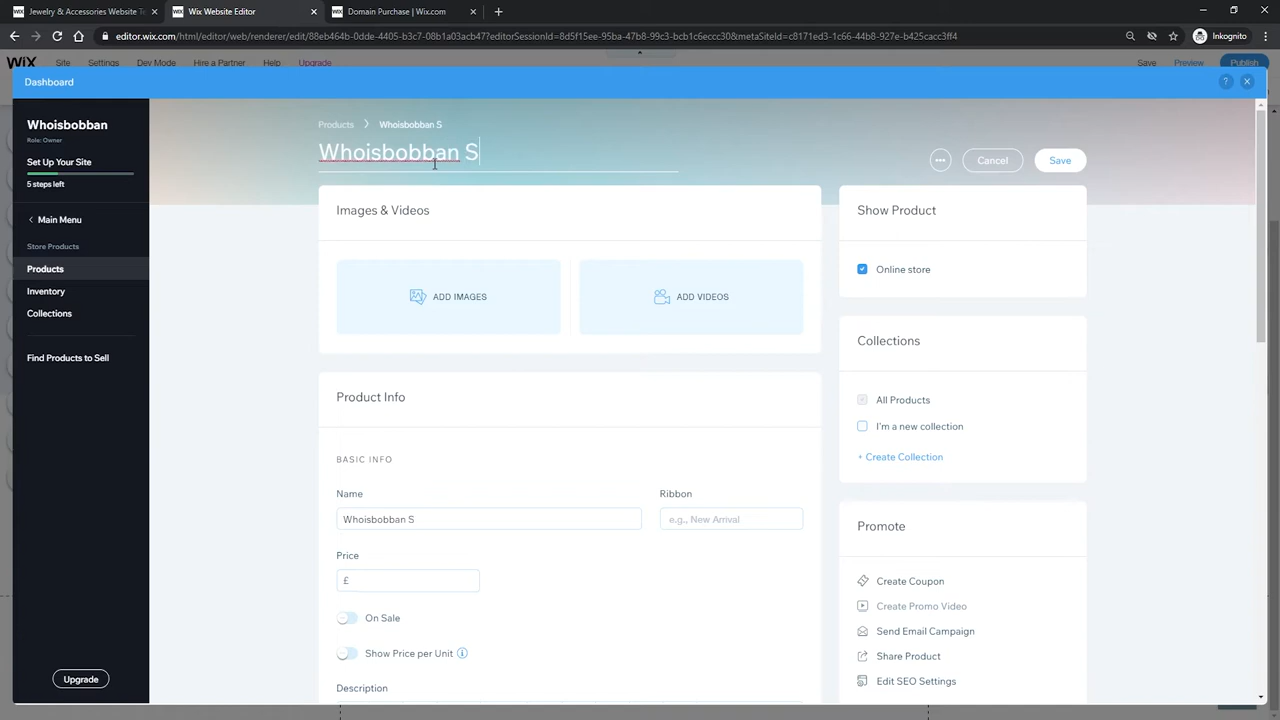 Jewelry & Accessories Website T
Wix Website Editor
Domain Purchase | Wix.com
editor.wix.com/html/editor/web/renderer/edit/88eb464b-0dde-4405-b3c7-08b1a03acb47?editorSessionId=8d5f15ee-95da-47b8-99c3-bcb1c6eccc30&metaSiteId=c8171ed3-1c66-44b8-927e-b425accc3ff4
Incognito
WIX
Site
Settings
Dev Mode
Hire a Partner
Help
Upgrade
Save
Preview
Publish
Dashboard
?
Whoisbobban
Role: Owner
Set Up Your Site
5 steps left
Main Menu
Store Products
Products
Inventory
Collections
Find Products to Sell
Upgrade
Products > Whoisbobban S
Whoisbobban S
Cancel
Save
Images & Videos
ADD IMAGES
ADD VIDEOS
Product Info
BASIC INFO
Name
Ribbon
Whoisbobban S
e.g., New Arrival
Price
£
On Sale
Show Price per Unit
Description
Show Product
Online store
Collections
All Products
I'm a new collection
+ Create Collection
Promote
Create Coupon
Create Promo Video
Send Email Campaign
Share Product
Edit SEO Settings